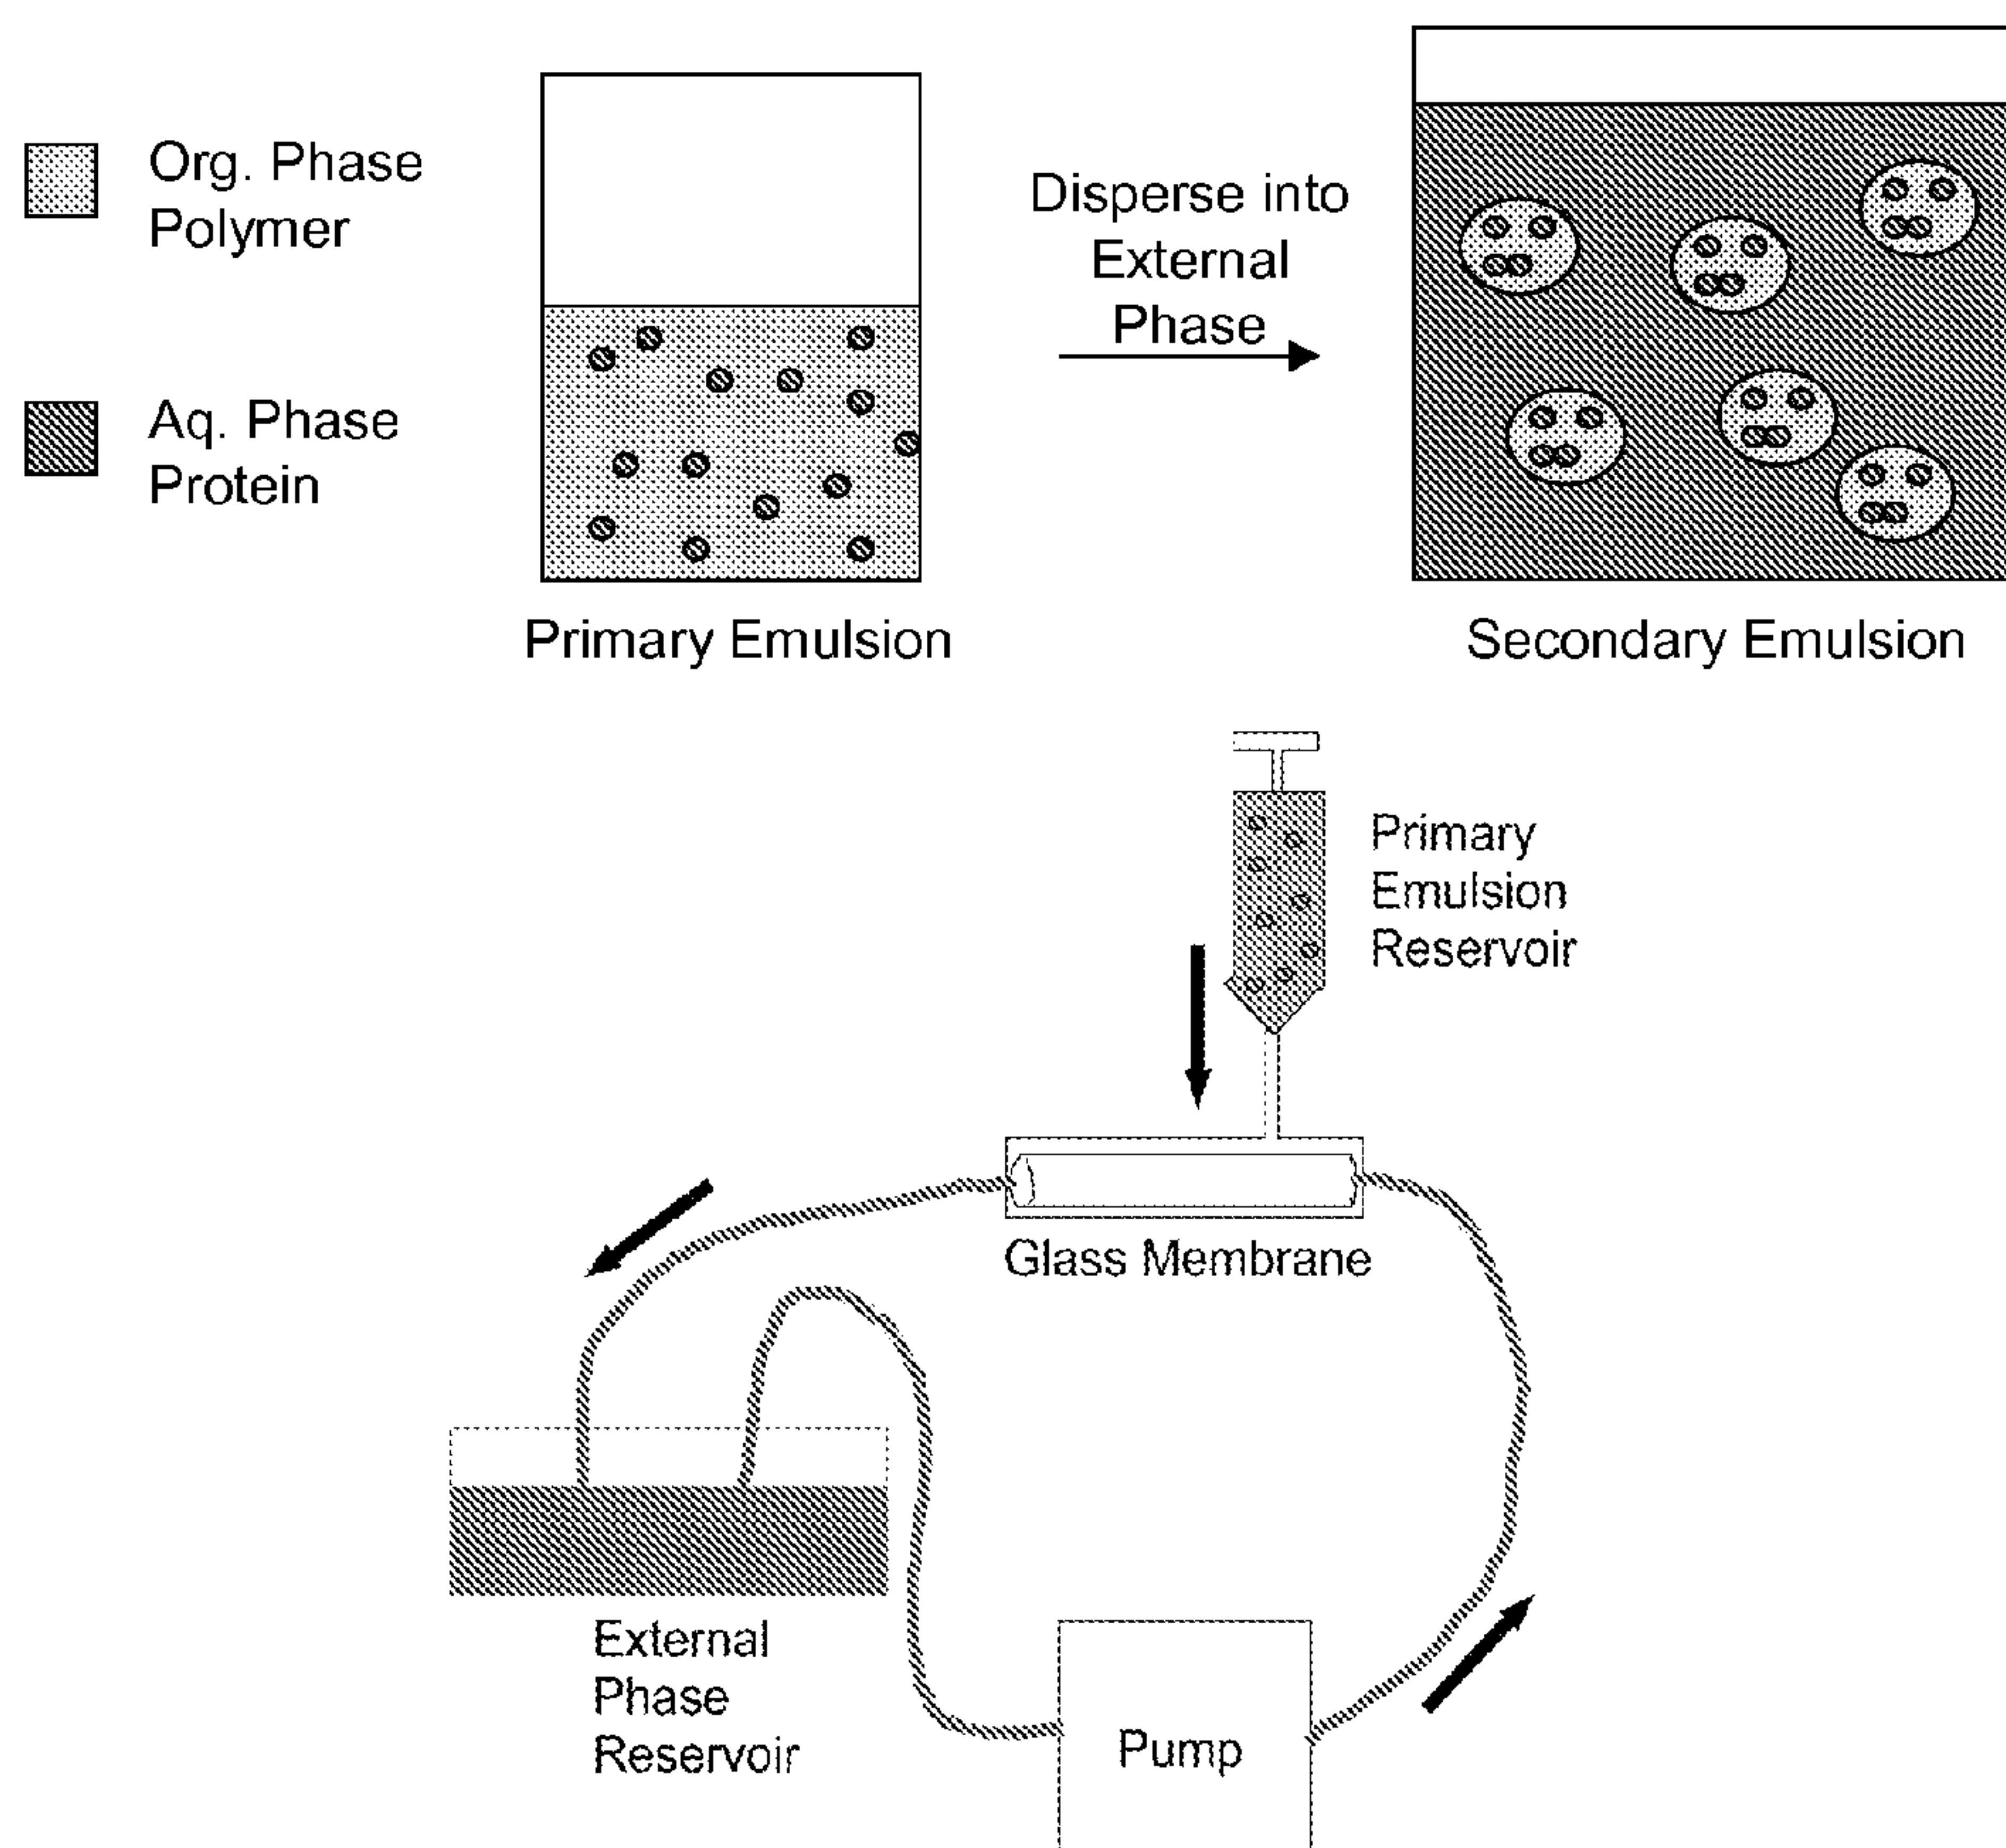 Org. Phase
Polymer
Aq. Phase
Protein
Disperse into
External
Phase
Primary Emulsion
Secondary Emulsion
Primary
Emulsion
Reservoir
Glass Membrane
External
Phase
Reservoir
Pump